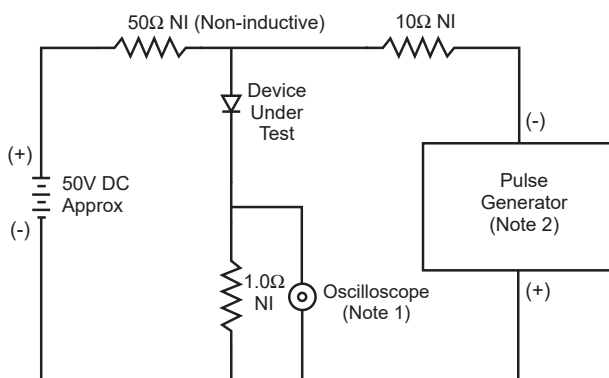 50Ω NI (Non-inductive)
10Ω NI
Device
Under
Test
(+)
50V DC
Approx
(-)
(-)
Pulse
Generator
(Note 2)
(+)
1.0Ω
NI
Oscilloscope
(Note 1)